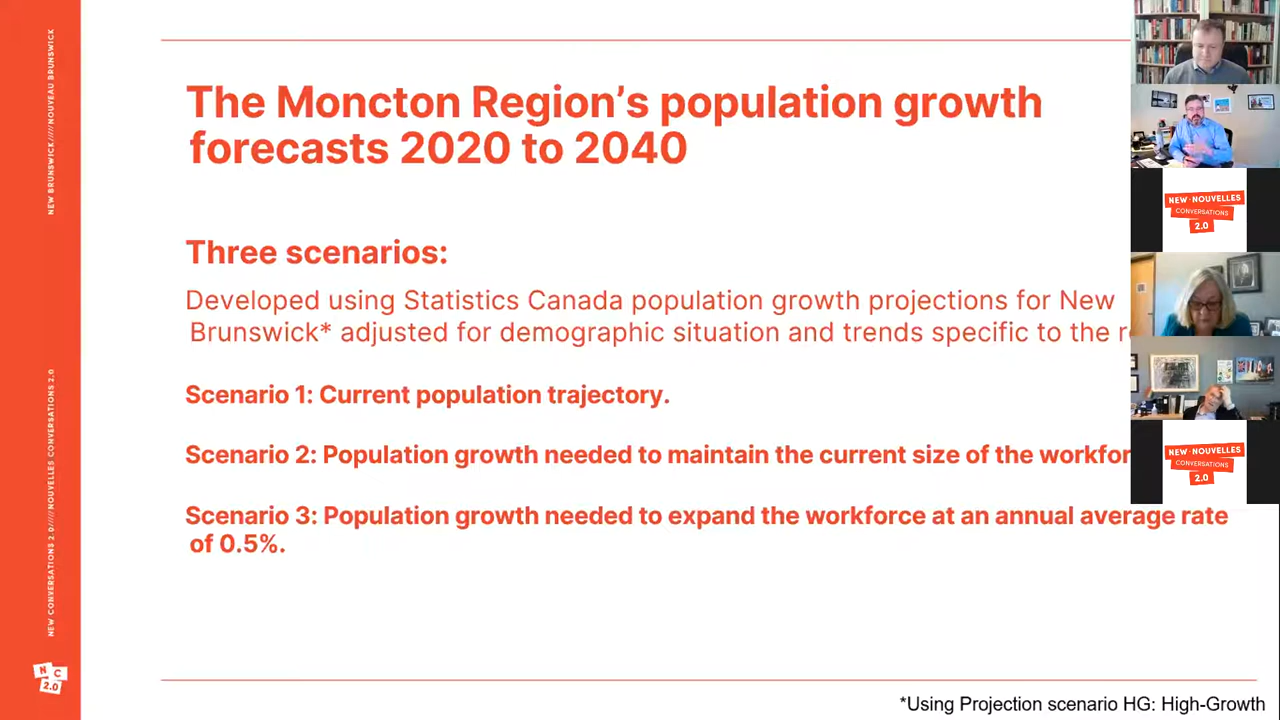 The Moncton Region's population growth
forecasts 2020 to 2040
Three scenarios:
Developed using Statistics Canada population growth projections for New
Brunswick* adjusted for demographic situation and trends specific to the
Scenario 1: Current population trajectory.
Scenario 2: Population growth needed to maintain the current size of the
Scenario 3: Population growth needed to expand the workforce at an annual average rate
of 0.5%.
*Using Projection scenario HG: High-Growth
NEW BRUNSWICK////NOUVEAU BRUNSWICK
NEW CONVERSATIONS 2.0////NOUVELLES CONVERSATIONS 2.0
N C
2.0
NEW · NOUVELLES
CONVERSATIONS
2.0
NEW · NOUVELLES
CONVERSATIONS
2.0